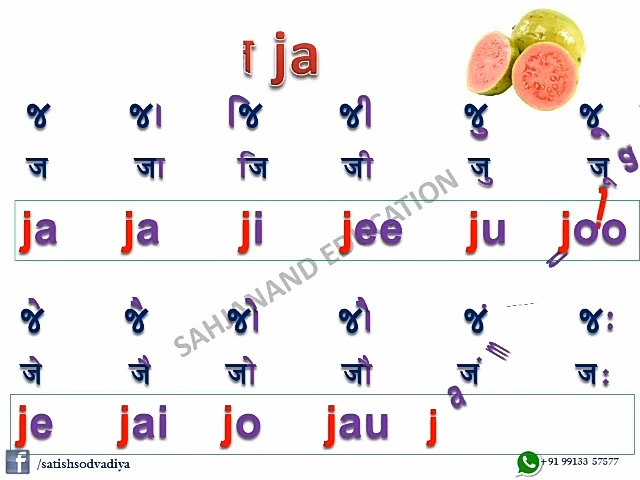 ja
જ જા જિ જી જુ જૂ
ज जा जि जी जु जू
ja ja ji jee ju joo
જે જૈ જો જૌ જં જઃ
जे जै जो जौ जं जः
je jai jo jau j a
SAHJANAND EDUCATION
/satishsodvadiya
+91 99133 57577